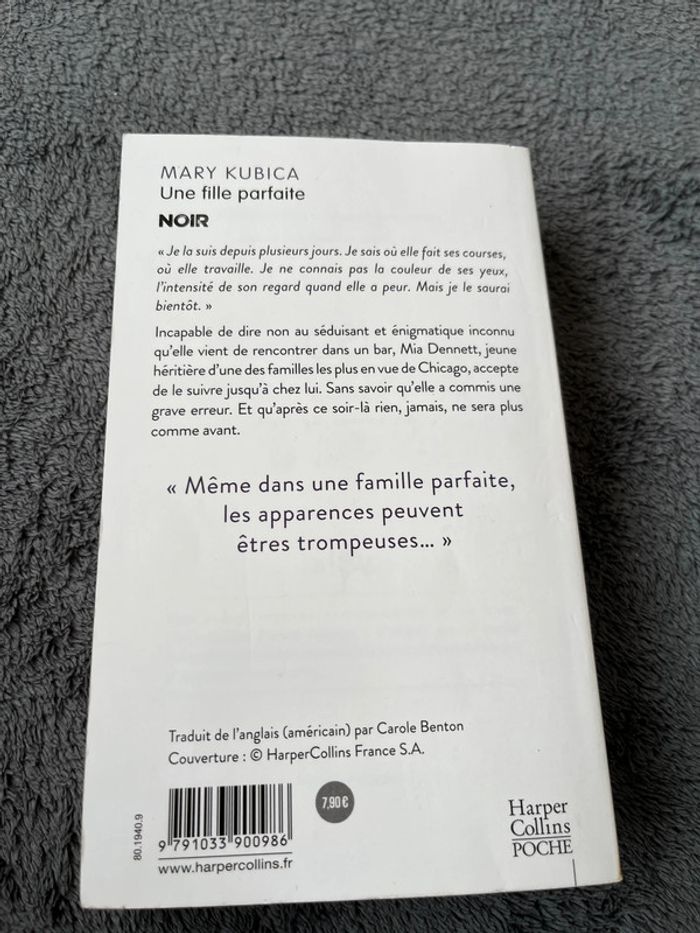 MARY KUBICA
Une fille parfaite
NOIR
« Je la suis depuis plusieurs jours. Je sais où elle fait ses courses,
où elle travaille. Je ne connais pas la couleur de ses yeux,
l'intensité de son regard quand elle a peur. Mais je le saurai
bientôt. »
Incapable de dire non au séduisant et énigmatique inconnu
qu'elle vient de rencontrer dans un bar, Mia Dennett, jeune
héritière d'une des familles les plus en vue de Chicago, accepte
de le suivre jusqu'à chez lui. Sans savoir qu'elle a commis une
grave erreur. Et qu'après ce soir-là rien, jamais, ne sera plus
comme avant.
« Même dans une famille parfaite,
les apparences peuvent
êtres trompeuses... »
Traduit de l'anglais (américain) par Carole Benton
Couverture : © HarperCollins France S.A.
80.1940.9
7,90 €
9 791033 900986
www.harpercollins.fr
Harper
Collins
POCHE